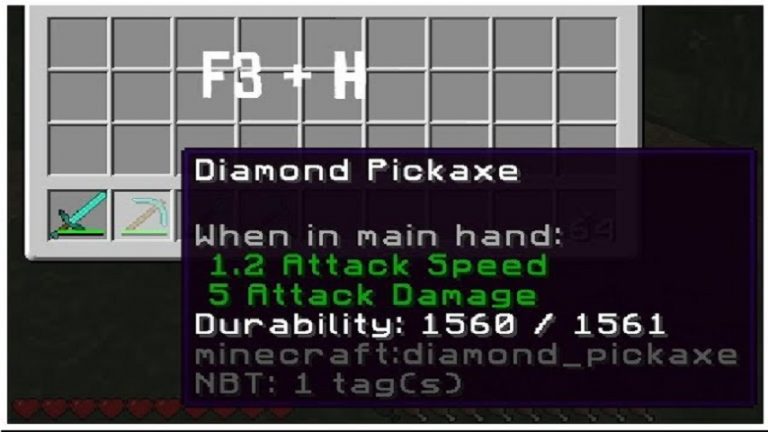 F3 + H
Diamond Pickaxe
When in main hand:
1.2 Attack Speed
5 Attack Damage
Durability: 1560 / 1561
minecraft:diamond_pickaxe
NBT: 1 tag(s)
64